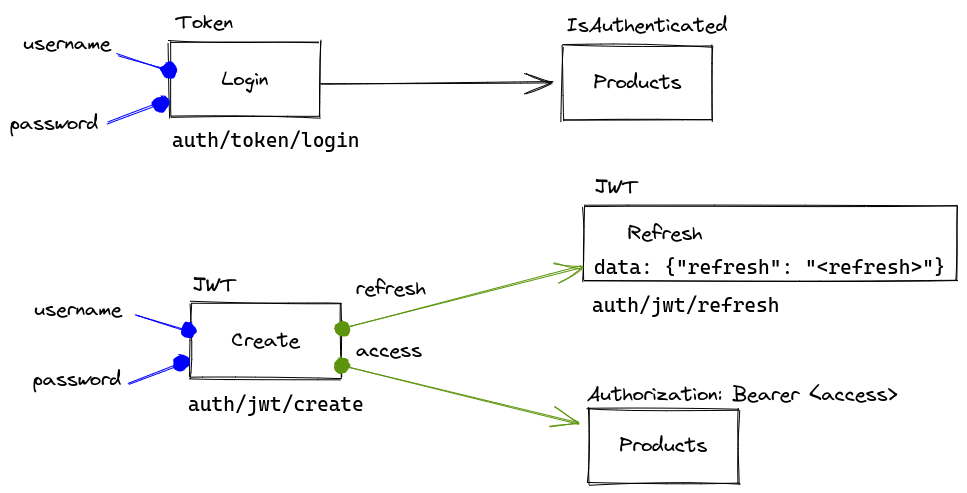 Token
username
Login
password
auth/token/login
IsAuthenticated
Products
JWT
Refresh
data: {"refresh": "<refresh>"}
auth/jwt/refresh
JWT
username
Create
password
auth/jwt/create
refresh
access
Authorization: Bearer <access>
Products